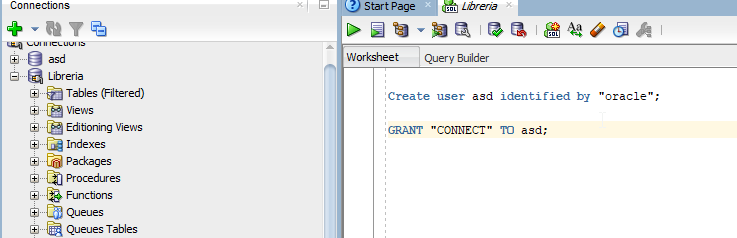 Connections
Start Page
Libreria
Connections
asd
Libreria
Tables (Filtered)
Views
Editioning Views
Indexes
Packages
Procedures
Functions
Queues
Queues Tables
Worksheet
Query Builder
Create user asd identified by "oracle";
GRANT "CONNECT" TO asd;